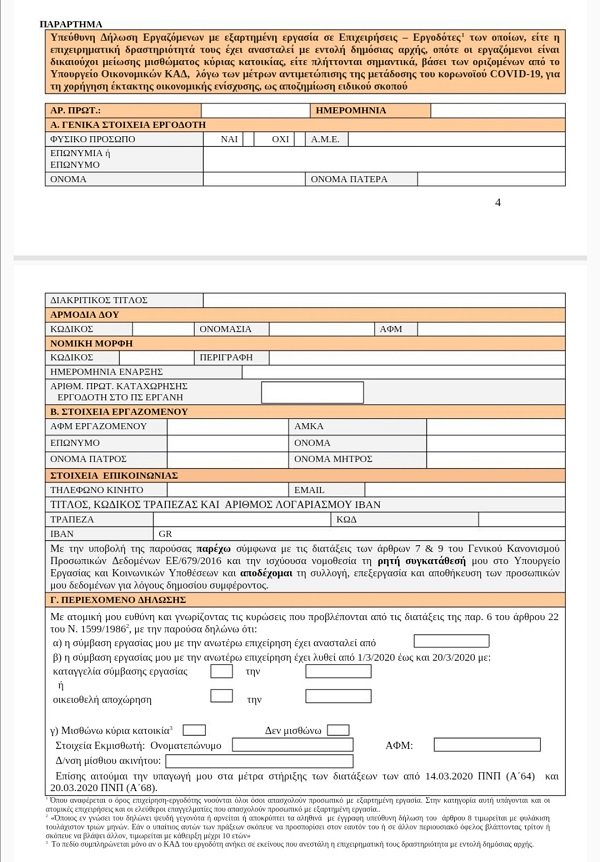 ΠΑΡΑΡΤΗΜΑ
Υπεύθυνη Δήλωση Εργαζόμενων με εξαρτημένη εργασία σε Επιχειρήσεις – Εργοδότες1 των οποίων, είτε η
επιχειρηματική δραστηριότητά τους έχει ανασταλεί με εντολή δημόσιας αρχής, οπότε οι εργαζόμενοι είναι
δικαιούχοι μείωσης μισθώματος κύριας κατοικίας, είτε πλήττονται σημαντικά, βάσει των οριζομένων από το
Υπουργείο Οικονομικών ΚΑΔ, λόγω των μέτρων αντιμετώπισης της μετάδοσης του κορωνοϊού COVID-19, για
τη χορήγηση έκτακτης οικονομικής ενίσχυσης, ως αποζημίωση ειδικού σκοπού
ΑΡ. ΠΡΩΤ.: ΗΜΕΡΟΜΗΝΙΑ
Α. ΓΕΝΙΚΑ ΣΤΟΙΧΕΙΑ ΕΡΓΟΔΟΤΗ
ΦΥΣΙΚΟ ΠΡΟΣΩΠΟ ΝΑΙ ΟΧΙ Α.Μ.Ε.
ΕΠΩΝΥΜΙΑ ή
ΕΠΩΝΥΜΟ
ΟΝΟΜΑ ΟΝΟΜΑ ΠΑΤΕΡΑ
4
ΔΙΑΚΡΙΤΙΚΟΣ ΤΙΤΛΟΣ
ΑΡΜΟΔΙΑ ΔΟΥ
ΚΩΔΙΚΟΣ ΟΝΟΜΑΣΙΑ ΑΦΜ
ΝΟΜΙΚΗ ΜΟΡΦΗ
ΚΩΔΙΚΟΣ ΠΕΡΙΓΡΑΦΗ
ΗΜΕΡΟΜΗΝΙΑ ΕΝΑΡΞΗΣ
ΑΡΙΘΜ. ΠΡΩΤ. ΚΑΤΑΧΩΡΗΣΗΣ
ΕΡΓΟΔΟΤΗ ΣΤΟ ΠΣ ΕΡΓΑΝΗ
Β. ΣΤΟΙΧΕΙΑ ΕΡΓΑΖΟΜΕΝΟΥ
ΑΦΜ ΕΡΓΑΖΟΜΕΝΟΥ ΑΜΚΑ
ΕΠΩΝΥΜΟ ΟΝΟΜΑ
ΟΝΟΜΑ ΠΑΤΡΟΣ ΟΝΟΜΑ ΜΗΤΡΟΣ
ΣΤΟΙΧΕΙΑ ΕΠΙΚΟΙΝΩΝΙΑΣ
ΤΗΛΕΦΩΝΟ ΚΙΝΗΤΟ EMAIL
ΤΙΤΛΟΣ, ΚΩΔΙΚΟΣ ΤΡΑΠΕΖΑΣ ΚΑΙ ΑΡΙΘΜΟΣ ΛΟΓΑΡΙΑΣΜΟΥ ΙΒΑΝ
ΤΡΑΠΕΖΑ ΚΩΔ
IBAN GR
Με την υποβολή της παρούσας παρέχω σύμφωνα με τις διατάξεις των άρθρων 7 & 9 του Γενικού Κανονισμού
Προσωπικών Δεδομένων ΕΕ/679/2016 και την ισχύουσα νομοθεσία τη ρητή συγκατάθεσή μου στο Υπουργείο
Εργασίας και Κοινωνικών Υποθέσεων και αποδέχομαι τη συλλογή, επεξεργασία και αποθήκευση των προσωπικών
μου δεδομένων για λόγους δημοσίου συμφέροντος.
Γ. ΠΕΡΙΕΧΟΜΕΝΟ ΔΗΛΩΣΗΣ
Με ατομική μου ευθύνη και γνωρίζοντας τις κυρώσεις που προβλέπονται από τις διατάξεις της παρ. 6 του άρθρου 22
του Ν. 1599/19862, με την παρούσα δηλώνω ότι:
α) η σύμβαση εργασίας μου με την ανωτέρω επιχείρηση έχει ανασταλεί από
β) η σύμβαση εργασίας μου με την ανωτέρω επιχείρηση έχει λυθεί από 1/3/2020 έως και 20/3/2020 με:
καταγγελία σύμβασης εργασίας την
ή
οικειοθελή αποχώρηση την
γ) Μισθώνω κύρια κατοικία3 Δεν μισθώνω
Στοιχεία Εκμισθωτή: Ονοματεπώνυμο ΑΦΜ:
Δ/νση μίσθιου ακινήτου:
Επίσης αιτούμαι την υπαγωγή μου στα μέτρα στήριξης των διατάξεων των από 14.03.2020 ΠΝΠ (Α΄64) και
20.03.2020 ΠΝΠ (Α΄68).
1 Όπου αναφέρεται ο όρος επιχείρηση-εργοδότης νοούνται όλοι όσοι απασχολούν προσωπικό με εξαρτημένη εργασία. Στην κατηγορία αυτή υπάγονται και οι
ατομικές επιχειρήσεις και οι ελεύθεροι επαγγελματίες που απασχολούν προσωπικό με εξαρτημένη εργασία..
2 «Όποιος εν γνώσει του δηλώνει ψευδή γεγονότα ή αρνείται ή αποκρύπτει τα αληθινά με έγγραφη υπεύθυνη δήλωση του άρθρου 8 τιμωρείται με φυλάκιση
τουλάχιστον τριών μηνών. Εάν ο υπαίτιος αυτών των πράξεων σκόπευε να προσπορίσει στον εαυτόν του ή σε άλλον περιουσιακό όφελος βλάπτοντας τρίτον ή
σκόπευε να βλάψει άλλον, τιμωρείται με κάθειρξη μέχρι 10 ετών»
3. Το πεδίο συμπληρώνεται μόνο αν ο ΚΑΔ του εργοδότη ανήκει σε εκείνους που ανεστάλη η επιχειρηματική τους δραστηριότητα με εντολή δημόσιας αρχής.